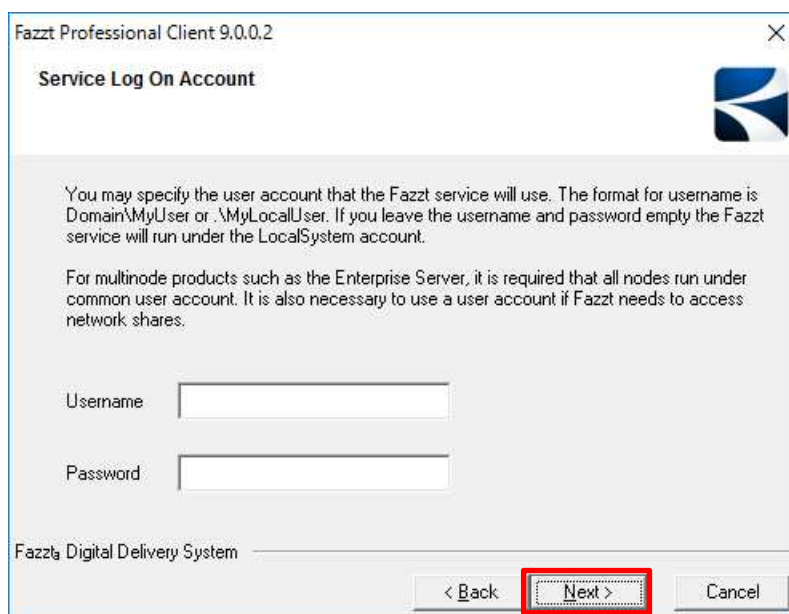 Fazzt Professional Client 9.0.0.2
Service Log On Account
You may specify the user account that the Fazzt service will use. The format for username is
Domain\MyUser or .\MyLocalUser. If you leave the username and password empty the Fazzt
service will run under the LocalSystem account.
For multinode products such as the Enterprise Server, it is required that all nodes run under
common user account. It is also necessary to use a user account if Fazzt needs to access
network shares.
Username
Password
Fazztª Digital Delivery System
< Back
Next >
Cancel